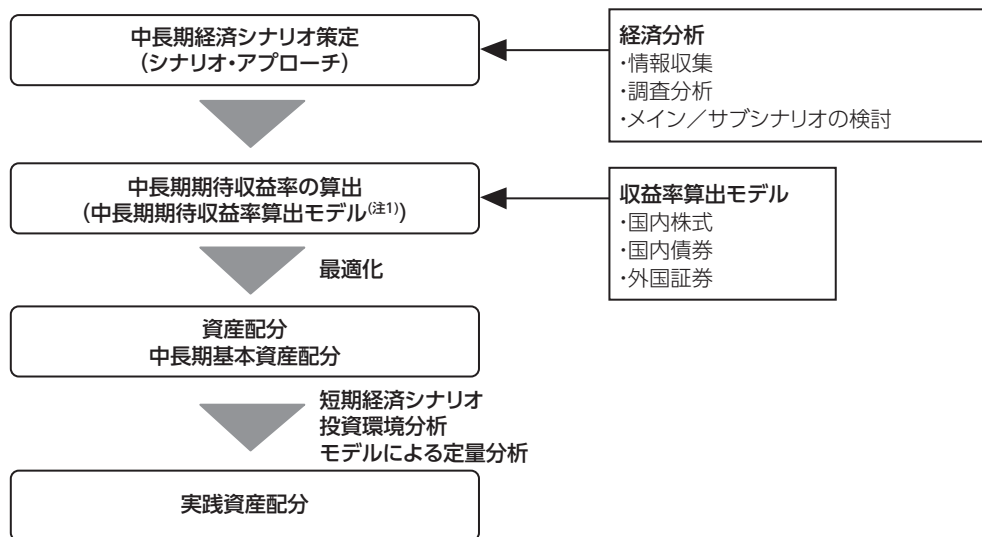 中長期経済シナリオ策定
(シナリオ・アプローチ)
経済分析
・情報収集
・調査分析
・メイン／サブシナリオの検討
中長期期待収益率の算出
(中長期期待収益率算出モデル(注1))
収益率算出モデル
・国内株式
・国内債券
・外国証券
最適化
資産配分
中長期基本資産配分
短期経済シナリオ
投資環境分析
モデルによる定量分析
実践資産配分